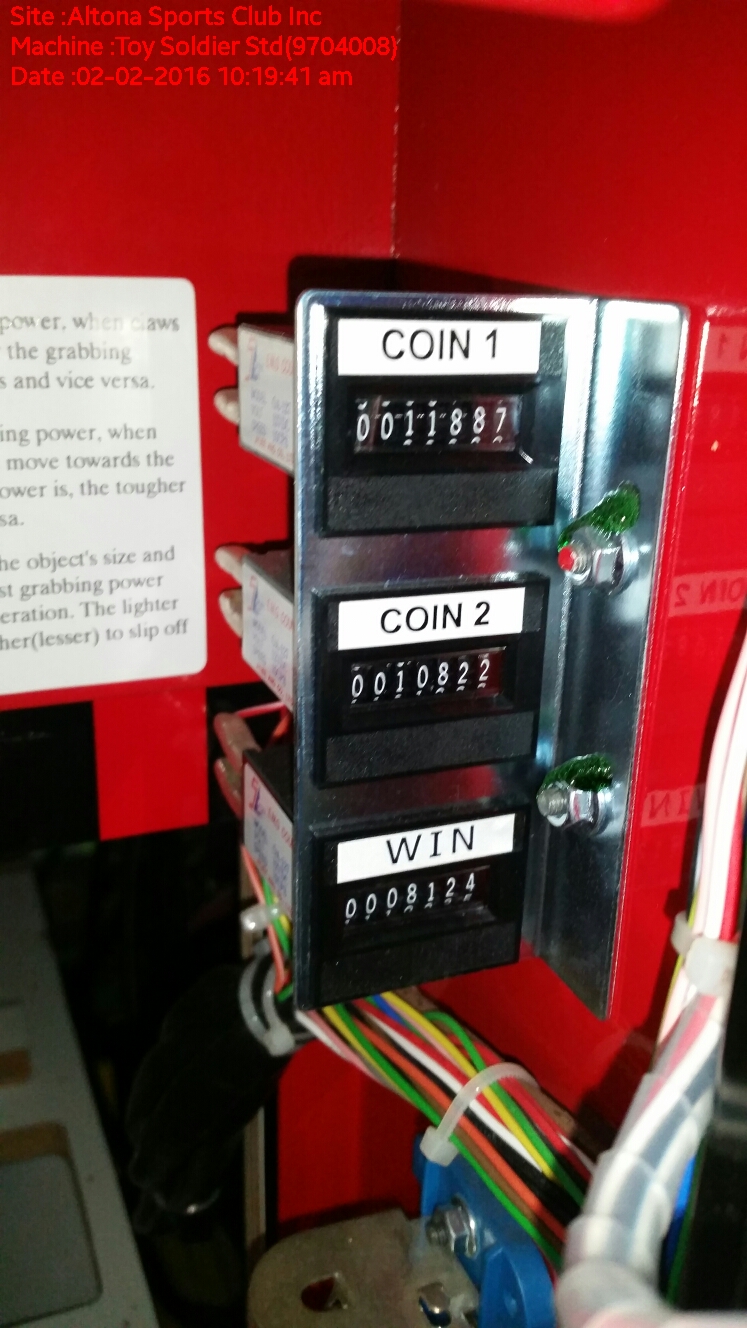 Site :Altona Sports Club Inc
Machine :Toy Soldier Std(9704008)
Date :02-02-2016 10:19:41 am
power, when claws
the grabbing
s and vice versa.
ing power, when
move towards the
ower is, the tougher
sa.
he object's size and
st grabbing power
eration. The lighter
her(lesser) to slip off
COIN 1
0011887
COIN 2
0010822
WIN
0008124